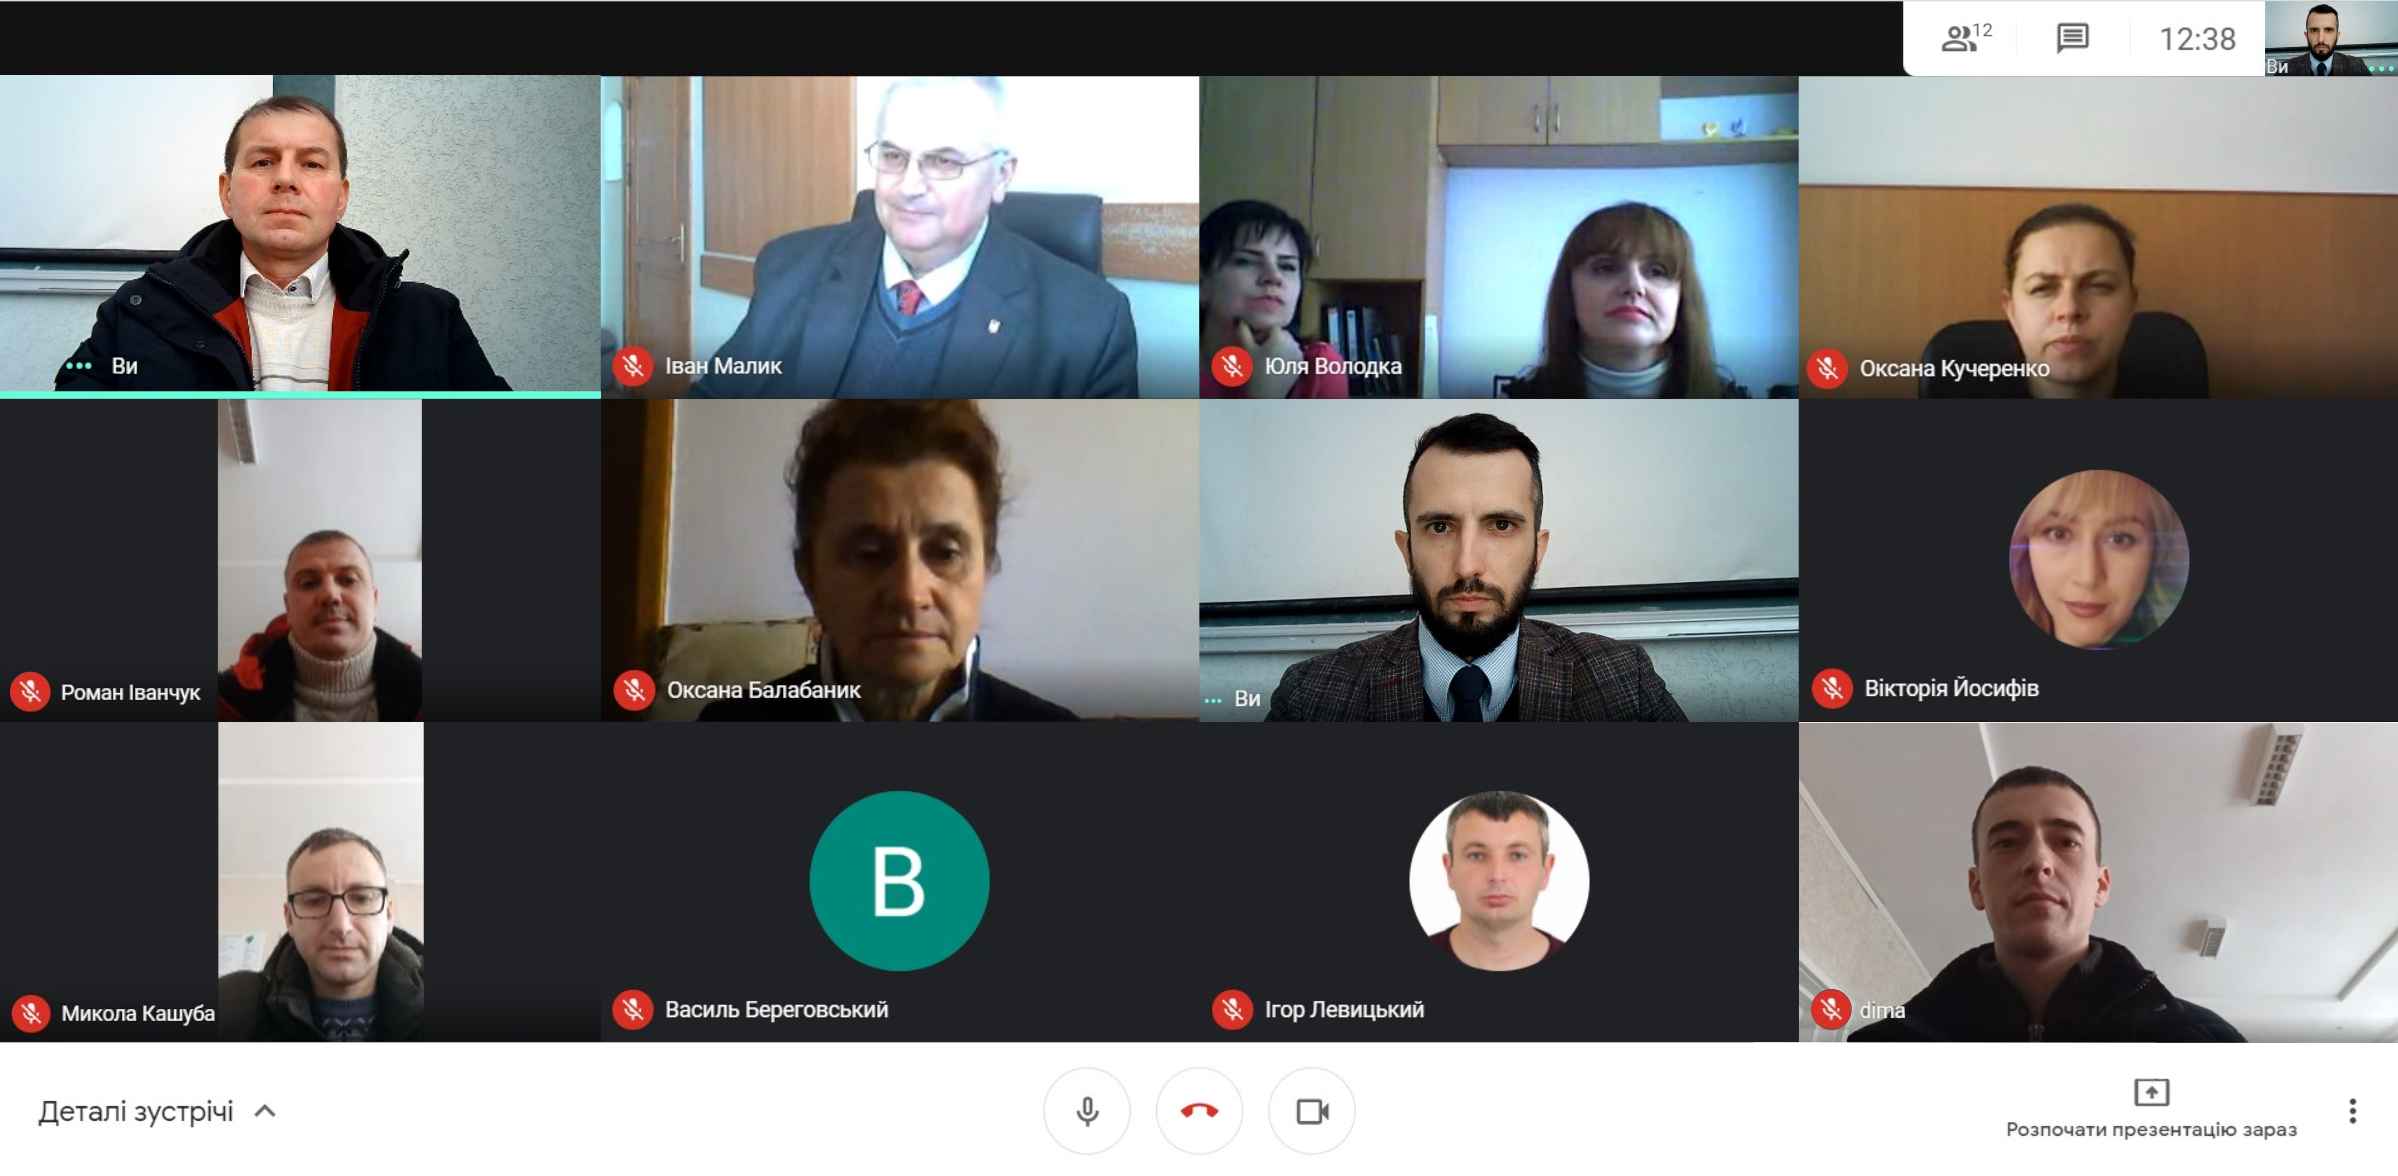 12
12:38
Ви
Ви
Іван Малик
Юля Володка
Оксана Кучеренко
Роман Іванчук
Оксана Балабаник
Ви
Вікторія Йосифів
В
Микола Кашуба
Василь Береговський
Ігор Левицький
dima
Деталі зустрічі
Розпочати презентацію зараз